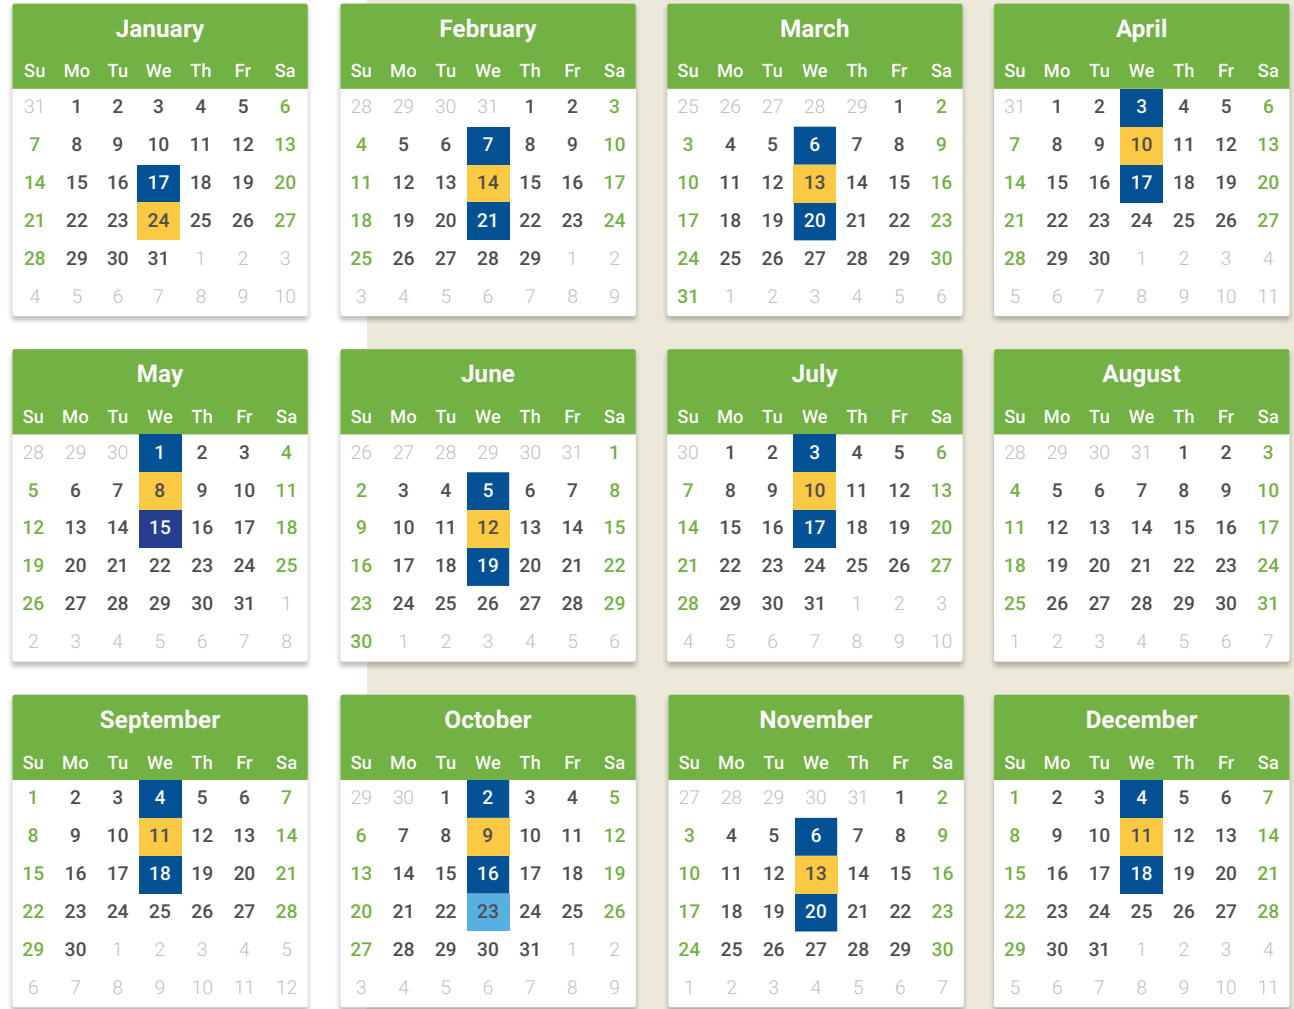 January
Su Mo Tu We Th Fr Sa
31 1 2 3 4 5 6
7 8 9 10 11 12 13
14 15 16 17 18 19 20
21 22 23 24 25 26 27
28 29 30 31 1 2 3
4 5 6 7 8 9 10
February
Su Mo Tu We Th Fr Sa
28 29 30 31 1 2 3
4 5 6 7 8 9 10
11 12 13 14 15 16 17
18 19 20 21 22 23 24
25 26 27 28 29 1 2
3 4 5 6 7 8 9
March
Su Mo Tu We Th Fr Sa
25 26 27 28 29 1 2
3 4 5 6 7 8 9
10 11 12 13 14 15 16
17 18 19 20 21 22 23
24 25 26 27 28 29 30
31 1 2 3 4 5 6
April
Su Mo Tu We Th Fr Sa
31 1 2 3 4 5 6
7 8 9 10 11 12 13
14 15 16 17 18 19 20
21 22 23 24 25 26 27
28 29 30 1 2 3 4
5 6 7 8 9 10 11
May
Su Mo Tu We Th Fr Sa
28 29 30 1 2 3 4
5 6 7 8 9 10 11
12 13 14 15 16 17 18
19 20 21 22 23 24 25
26 27 28 29 30 31 1
2 3 4 5 6 7 8
June
Su Mo Tu We Th Fr Sa
26 27 28 29 30 31 1
2 3 4 5 6 7 8
9 10 11 12 13 14 15
16 17 18 19 20 21 22
23 24 25 26 27 28 29
30 1 2 3 4 5 6
July
Su Mo Tu We Th Fr Sa
30 1 2 3 4 5 6
7 8 9 10 11 12 13
14 15 16 17 18 19 20
21 22 23 24 25 26 27
28 29 30 31 1 2 3
4 5 6 7 8 9 10
August
Su Mo Tu We Th Fr Sa
28 29 30 31 1 2 3
4 5 6 7 8 9 10
11 12 13 14 15 16 17
18 19 20 21 22 23 24
25 26 27 28 29 30 31
1 2 3 4 5 6 7
September
Su Mo Tu We Th Fr Sa
1 2 3 4 5 6 7
8 9 10 11 12 13 14
15 16 17 18 19 20 21
22 23 24 25 26 27 28
29 30 1 2 3 4 5
6 7 8 9 10 11 12
October
Su Mo Tu We Th Fr Sa
29 30 1 2 3 4 5
6 7 8 9 10 11 12
13 14 15 16 17 18 19
20 21 22 23 24 25 26
27 28 29 30 31 1 2
3 4 5 6 7 8 9
November
Su Mo Tu We Th Fr Sa
27 28 29 30 31 1 2
3 4 5 6 7 8 9
10 11 12 13 14 15 16
17 18 19 20 21 22 23
24 25 26 27 28 29 30
1 2 3 4 5 6 7
December
Su Mo Tu We Th Fr Sa
1 2 3 4 5 6 7
8 9 10 11 12 13 14
15 16 17 18 19 20 21
22 23 24 25 26 27 28
29 30 31 1 2 3 4
5 6 7 8 9 10 11